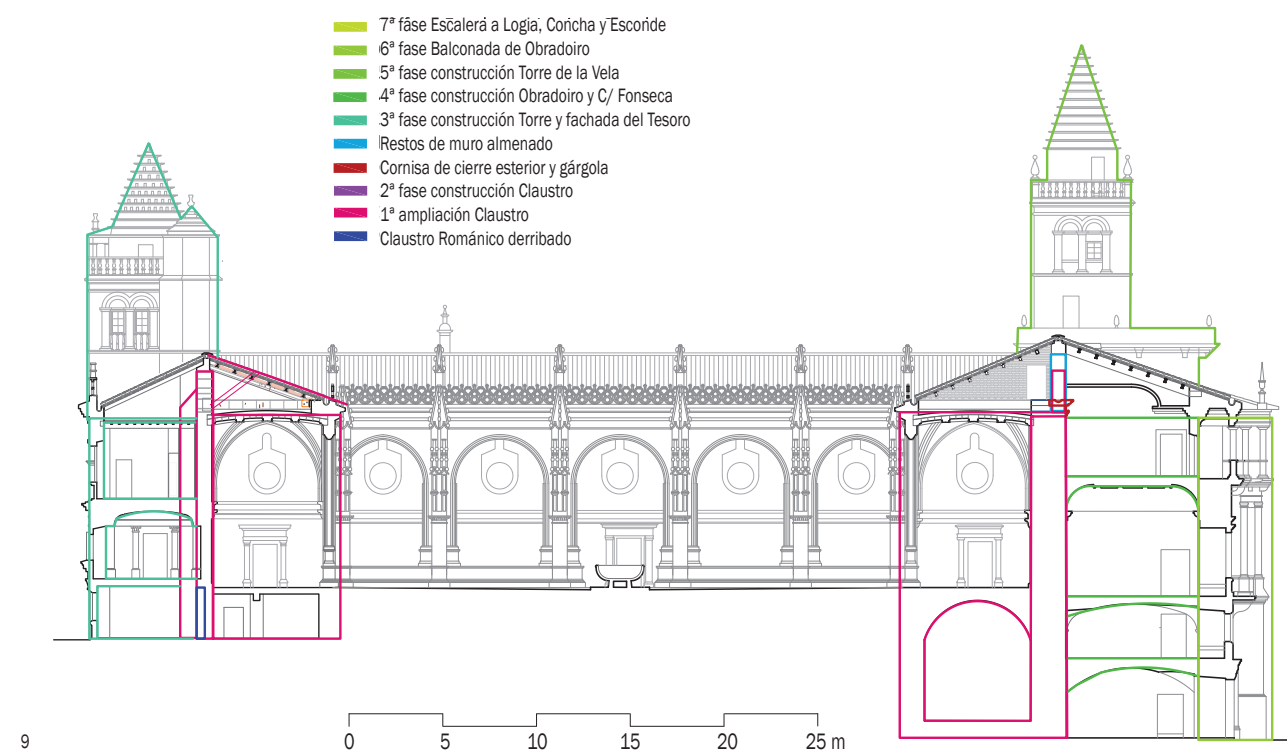 7ª fase Escalera a Logia, Concha y Esconde
6ª fase Balconada de Obradoiro
5ª fase construcción Torre de la Vela
4ª fase construcción Obradoiro y C/ Fonseca
3ª fase construcción Torre y fachada del Tesoro
Restos de muro almenado
Cornisa de cierre esterior y gárgola
2ª fase construcción Claustro
1ª ampliación Claustro
Claustro Románico derribado
9
0 5 10 15 20 25 m